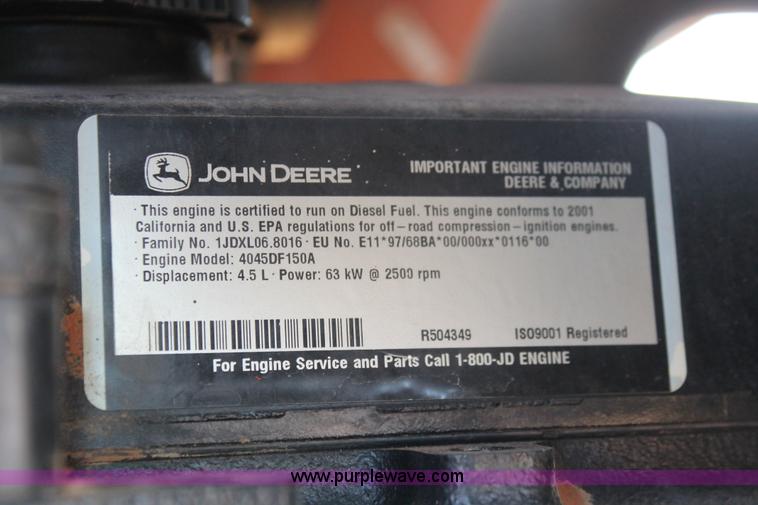 JOHN DEERE
IMPORTANT ENGINE INFORMATION
DEERE & COMPANY
· This engine is certified to run on Diesel Fuel. This engine conforms to 2001
California and U.S. EPA regulations for off-road compression-ignition engines.
· Family No. 1JDXL06.8016 · EU No. E11*97/68BA*00/000xx*0116*00
· Engine Model: 4045DF150A
· Displacement: 4.5 L · Power: 63 kW @ 2500 rpm
R504349 ISO9001 Registered
For Engine Service and Parts Call 1-800-JD ENGINE
www.purplewave.com